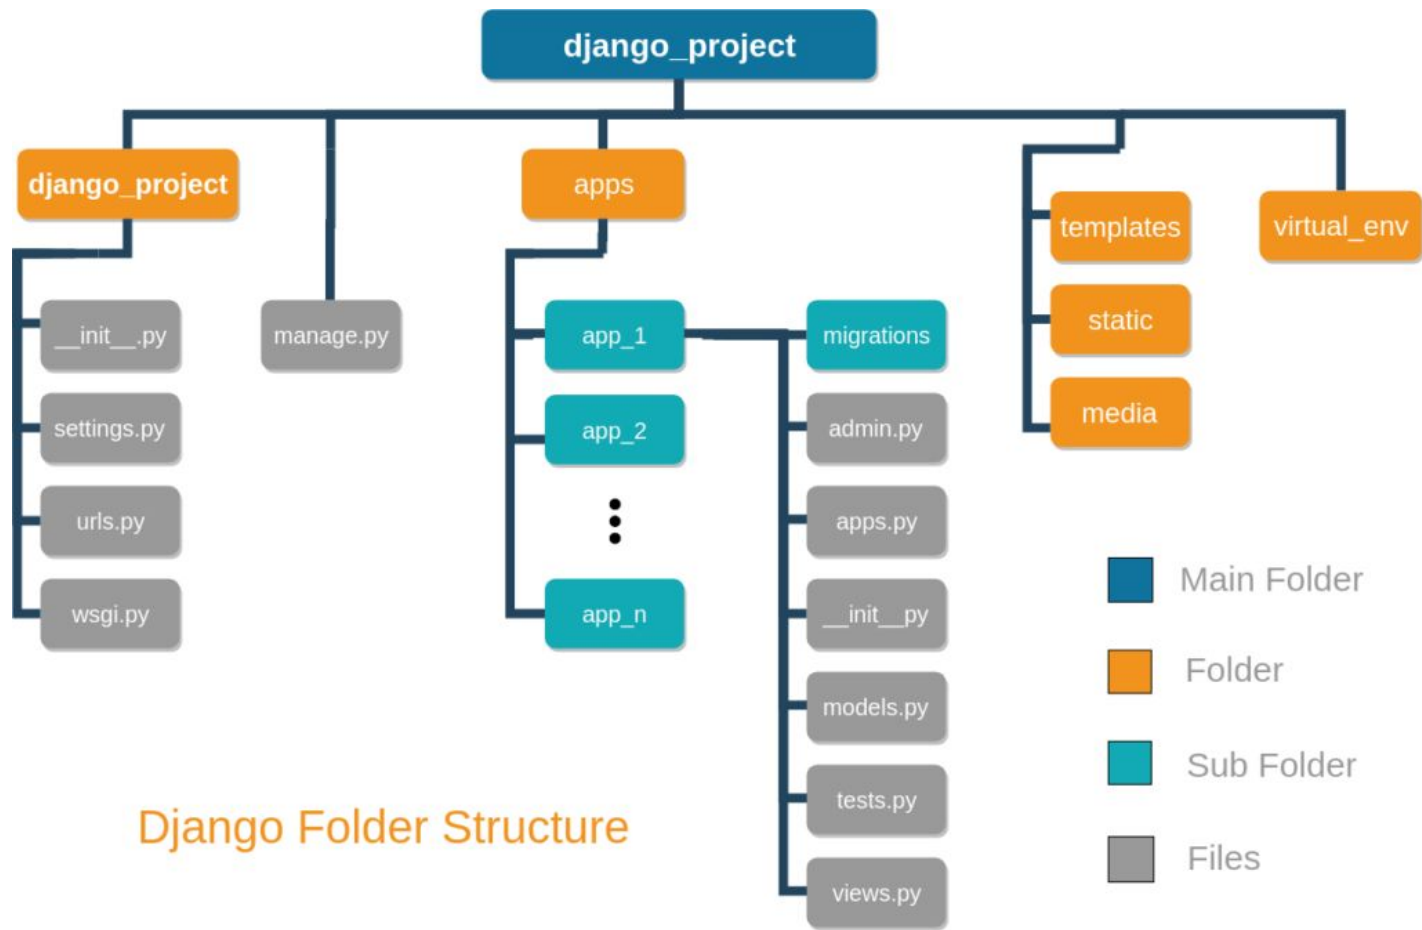 django_project
django_project
apps
templates
virtual_env
static
media
__init__.py
manage.py
app_1
migrations
settings.py
app_2
admin.py
urls.py
apps.py
wsgi.py
app_n
__init__py
models.py
tests.py
views.py
Main Folder
Folder
Sub Folder
Files
Django Folder Structure